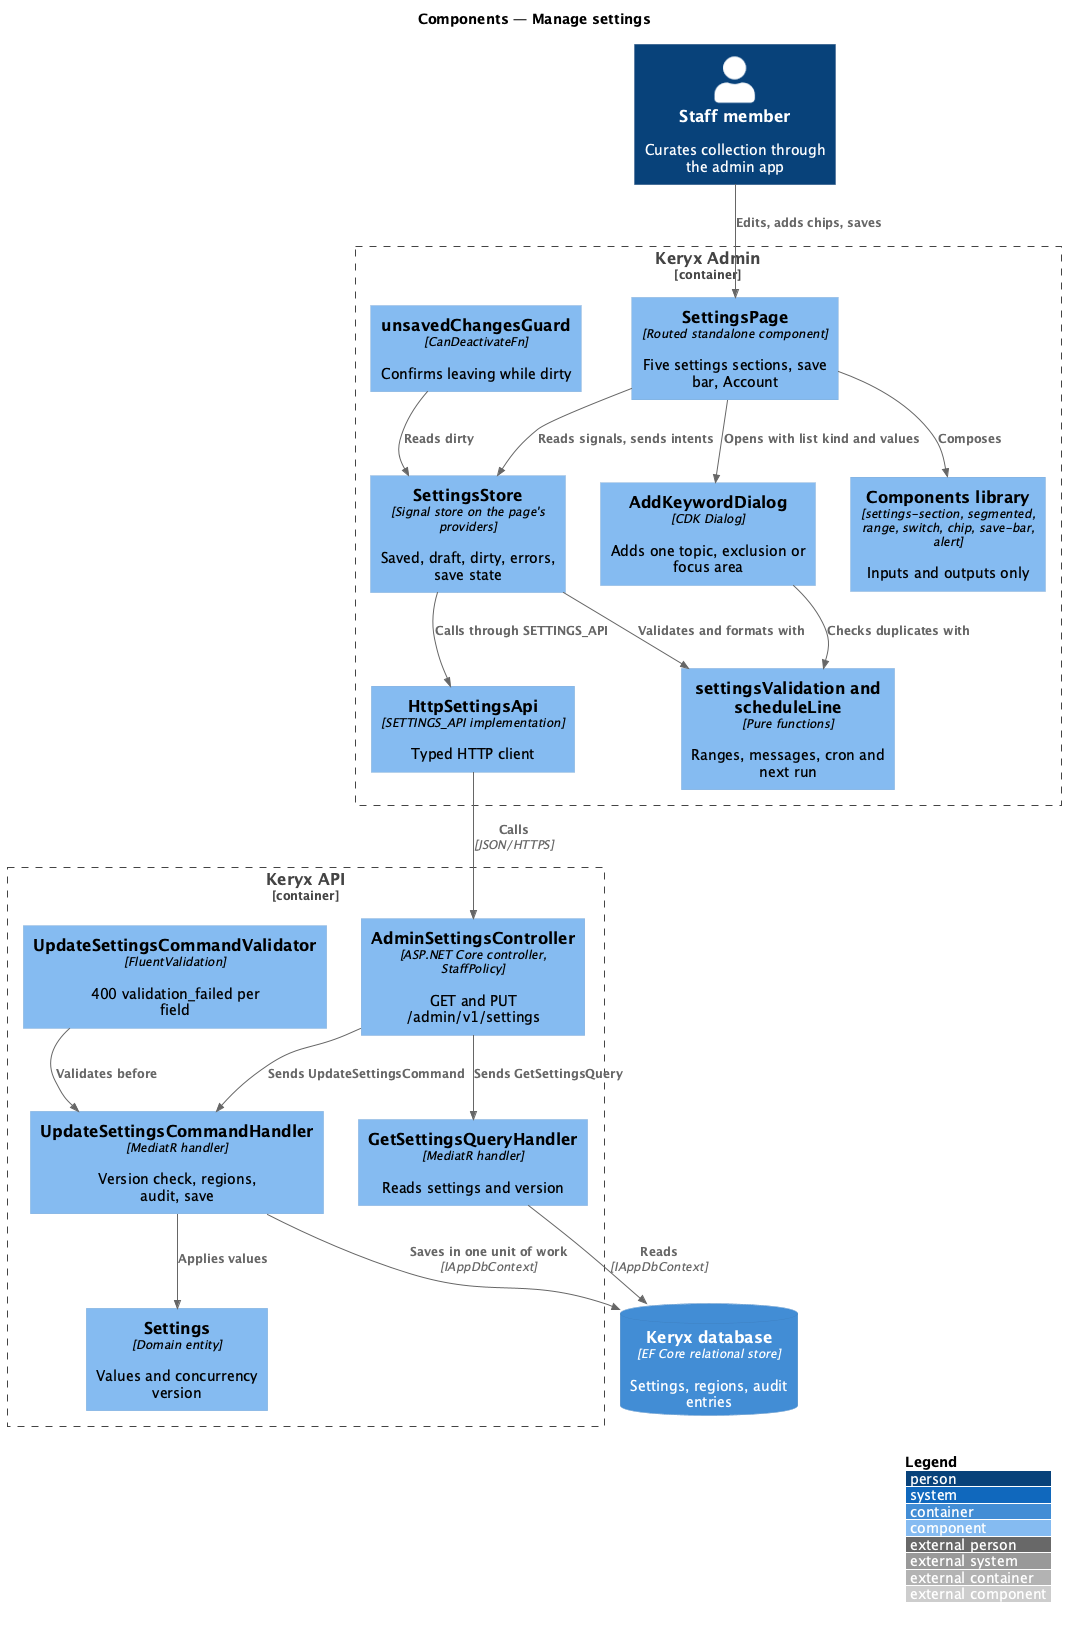 Components — Manage settings
Staff member
Curates collection through
the admin app
Edits, adds chips, saves
Keryx Admin
[container]
unsavedChangesGuard
[CanDeactivateFn]
Confirms leaving while dirty
SettingsPage
[Routed standalone component]
Five settings sections, save
bar, Account
Reads dirty
Reads signals, sends intents
Opens with list kind and values
Composes
SettingsStore
[Signal store on the page's
providers]
Saved, draft, dirty, errors,
save state
AddKeywordDialog
[CDK Dialog]
Adds one topic, exclusion or
focus area
Components library
[settings-section, segmented,
range, switch, chip, save-bar,
alert]
Inputs and outputs only
Calls through SETTINGS_API
Validates and formats with
Checks duplicates with
HttpSettingsApi
[SETTINGS_API implementation]
Typed HTTP client
settingsValidation and
scheduleLine
[Pure functions]
Ranges, messages, cron and
next run
Calls
[JSON/HTTPS]
Keryx API
[container]
UpdateSettingsCommandValidator
[FluentValidation]
400 validation_failed per
field
AdminSettingsController
[ASP.NET Core controller,
StaffPolicy]
GET and PUT
/admin/v1/settings
Validates before
Sends UpdateSettingsCommand
Sends GetSettingsQuery
UpdateSettingsCommandHandler
[MediatR handler]
Version check, regions,
audit, save
GetSettingsQueryHandler
[MediatR handler]
Reads settings and version
Applies values
Saves in one unit of work
[IAppDbContext]
Reads
[IAppDbContext]
Settings
[Domain entity]
Values and concurrency
version
Keryx database
[EF Core relational store]
Settings, regions, audit
entries
Legend
person
system
container
component
external person
external system
external container
external component